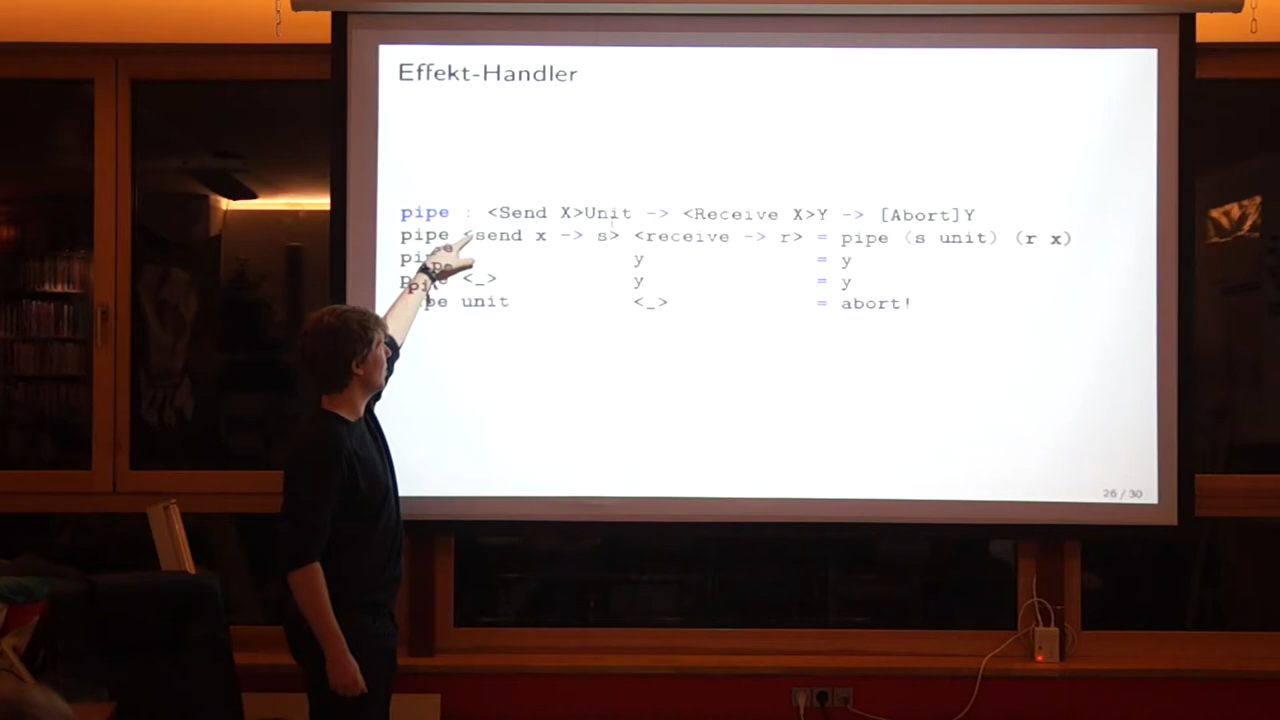 Effekt-Handler
pipe : <Send X>Unit -> <Receive X>Y -> [Abort]Y
pipe <send x -> s> <receive -> r> = pipe (s unit) (r x)
y = y
<_> y = y
unit <_> = abort!
26 / 30